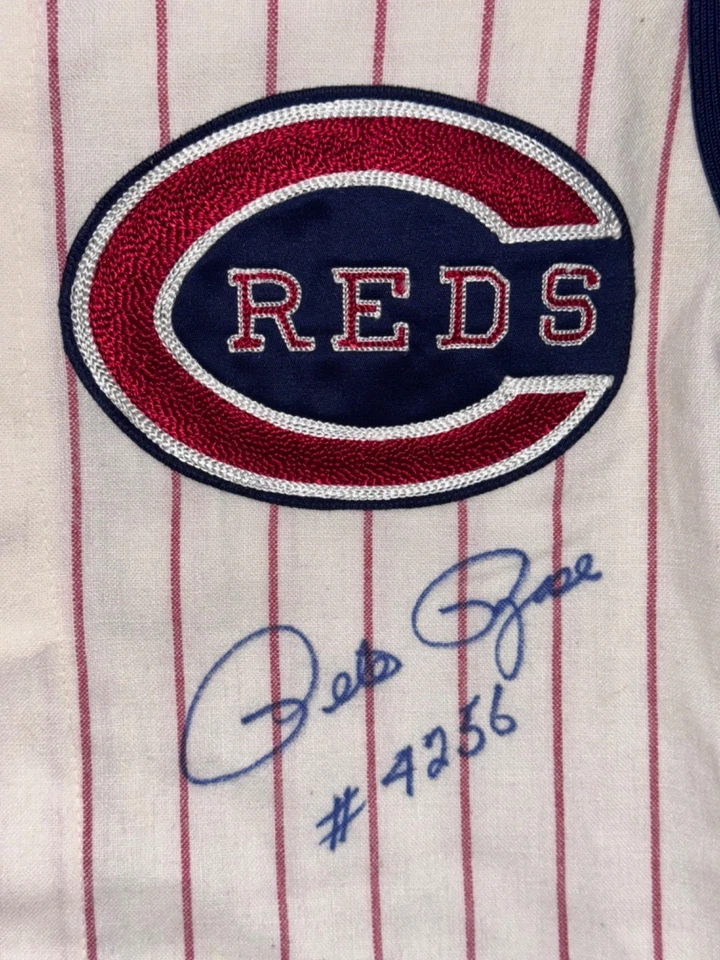 REDS
Pete Rose
# 4256